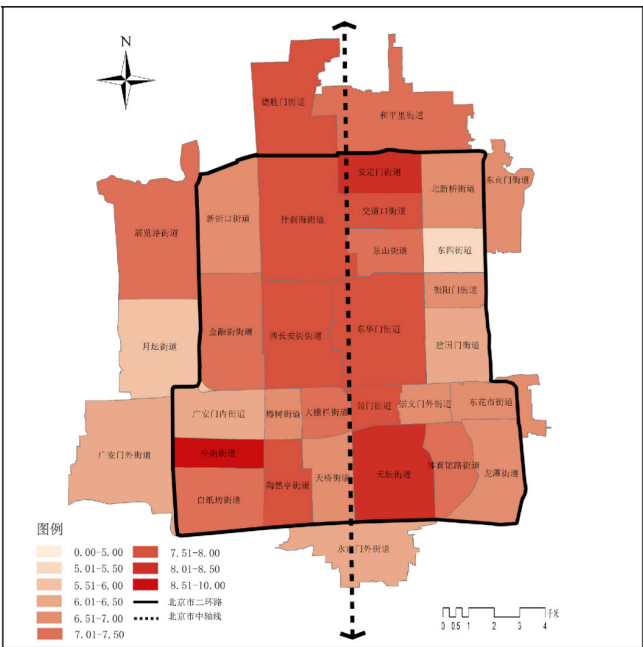 N
德胜门街道
和平里街道
安定门街道
北新桥街道
东直门街道
新街口街道
什刹海街道
交道口街道
展览路街道
景山街道
东四街道
朝阳门街道
金融街街道
西长安街街道
东华门街道
月坛街道
建国门街道
广安门内街道
椿树街道
大栅栏街道
前门街道
崇文门外街道
东花市街道
广安门外街道
牛街街道
天桥街道
天坛街道
体育馆路街道
龙潭街道
白纸坊街道
陶然亭街道
永定门外街道
图例
0.00-5.00
5.01-5.50
5.51-6.00
6.01-6.50
6.51-7.00
7.01-7.50
7.51-8.00
8.01-8.50
8.51-10.00
北京市二环路
北京市中轴线
千米
0 0.5 1 2 3 4